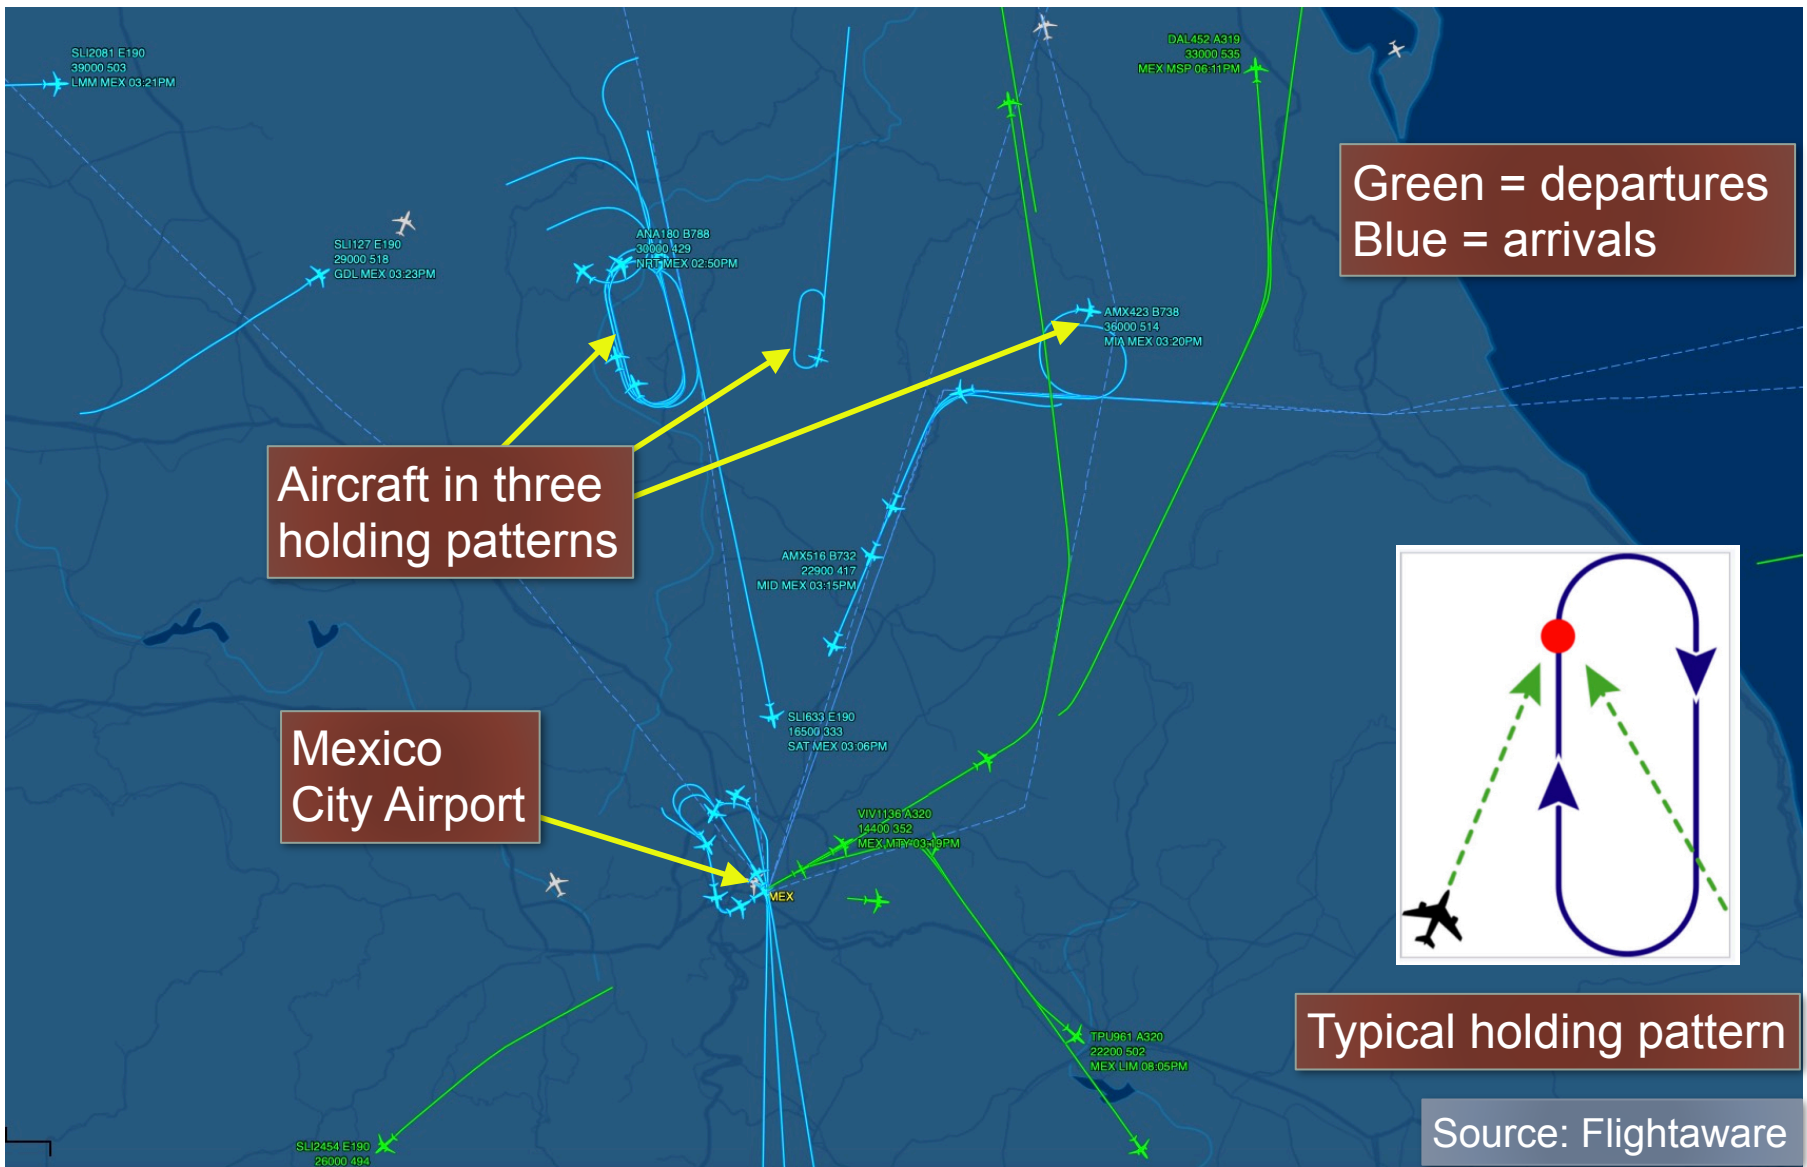 SLI2081 E190
39000 503
LMM MEX 03:21PM
DAL452 A319
33000 535
MEX MSP 06:11PM
Green = departures
Blue = arrivals
SLI127 E190
29000 518
GDL MEX 03:23PM
ANA180 B788
30000 429
NRT MEX 02:50PM
AMX423 B738
36000 514
MIA MEX 03:20PM
Aircraft in three
holding patterns
AMX516 B732
22900 417
MID MEX 03:15PM
Mexico
City Airport
SLI633 E190
16500 333
SAT MEX 03:06PM
VIV1136 A320
14400 352
MEX MTY 03:19PM
MEX
Typical holding pattern
TPU961 A320
22200 502
MEX LIM 08:05PM
SLI2454 E190
26000 494
Source: Flightaware